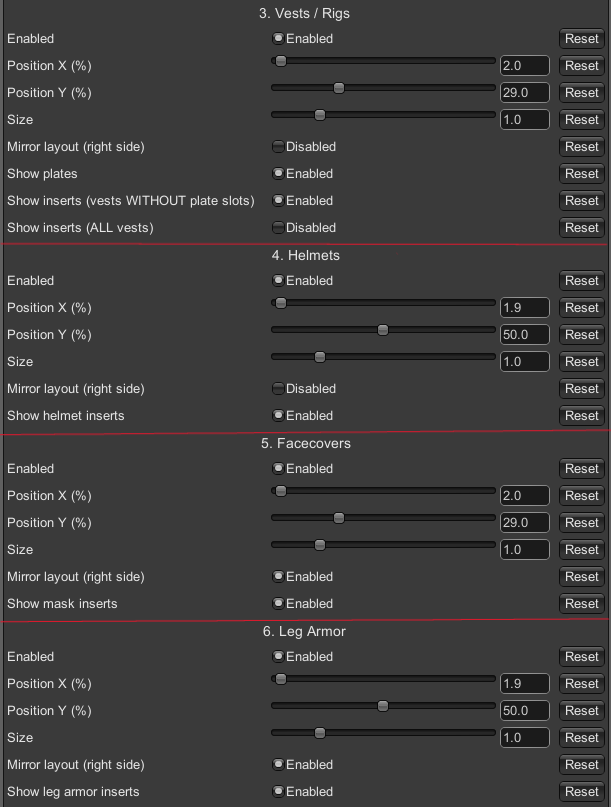 3. Vests / Rigs
Enabled Enabled Reset
Position X (%) 2.0 Reset
Position Y (%) 29.0 Reset
Size 1.0 Reset
Mirror layout (right side) Disabled Reset
Show plates Enabled Reset
Show inserts (vests WITHOUT plate slots) Enabled Reset
Show inserts (ALL vests) Disabled Reset
4. Helmets
Enabled Enabled Reset
Position X (%) 1.9 Reset
Position Y (%) 50.0 Reset
Size 1.0 Reset
Mirror layout (right side) Disabled Reset
Show helmet inserts Enabled Reset
5. Facecovers
Enabled Enabled Reset
Position X (%) 2.0 Reset
Position Y (%) 29.0 Reset
Size 1.0 Reset
Mirror layout (right side) Enabled Reset
Show mask inserts Enabled Reset
6. Leg Armor
Enabled Enabled Reset
Position X (%) 1.9 Reset
Position Y (%) 50.0 Reset
Size 1.0 Reset
Mirror layout (right side) Enabled Reset
Show leg armor inserts Enabled Reset